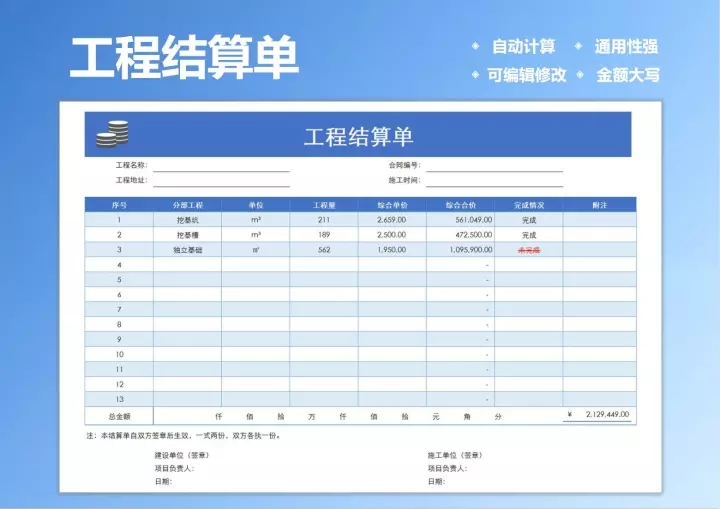 工程结算单
◈ 自动计算 ◈ 通用性强
◈ 可编辑修改 ◈ 金额大写
工程结算单
工程名称： 合同编号：
工程地址： 施工时间：
序号 分部工程 单位 工程量 综合单价 综合合价 完成情况 附注
1 挖基坑 m³ 211 2,659.00 561,049.00 完成
2 挖基槽 m³ 189 2,500.00 472,500.00 完成
3 独立基础 ㎡ 562 1,950.00 1,095,900.00 未完成
4 -
5 -
6 -
7 -
8 -
9 -
10 -
11 -
12 -
13 -
总金额 仟 佰 拾 万 仟 佰 拾 元 角 分 ¥ 2,129,449.00
注：本结算单自双方签章后生效，一式两份，双方各执一份。
建设单位（签章） 施工单位（签章）
项目负责人： 项目负责人：
日期： 日期：